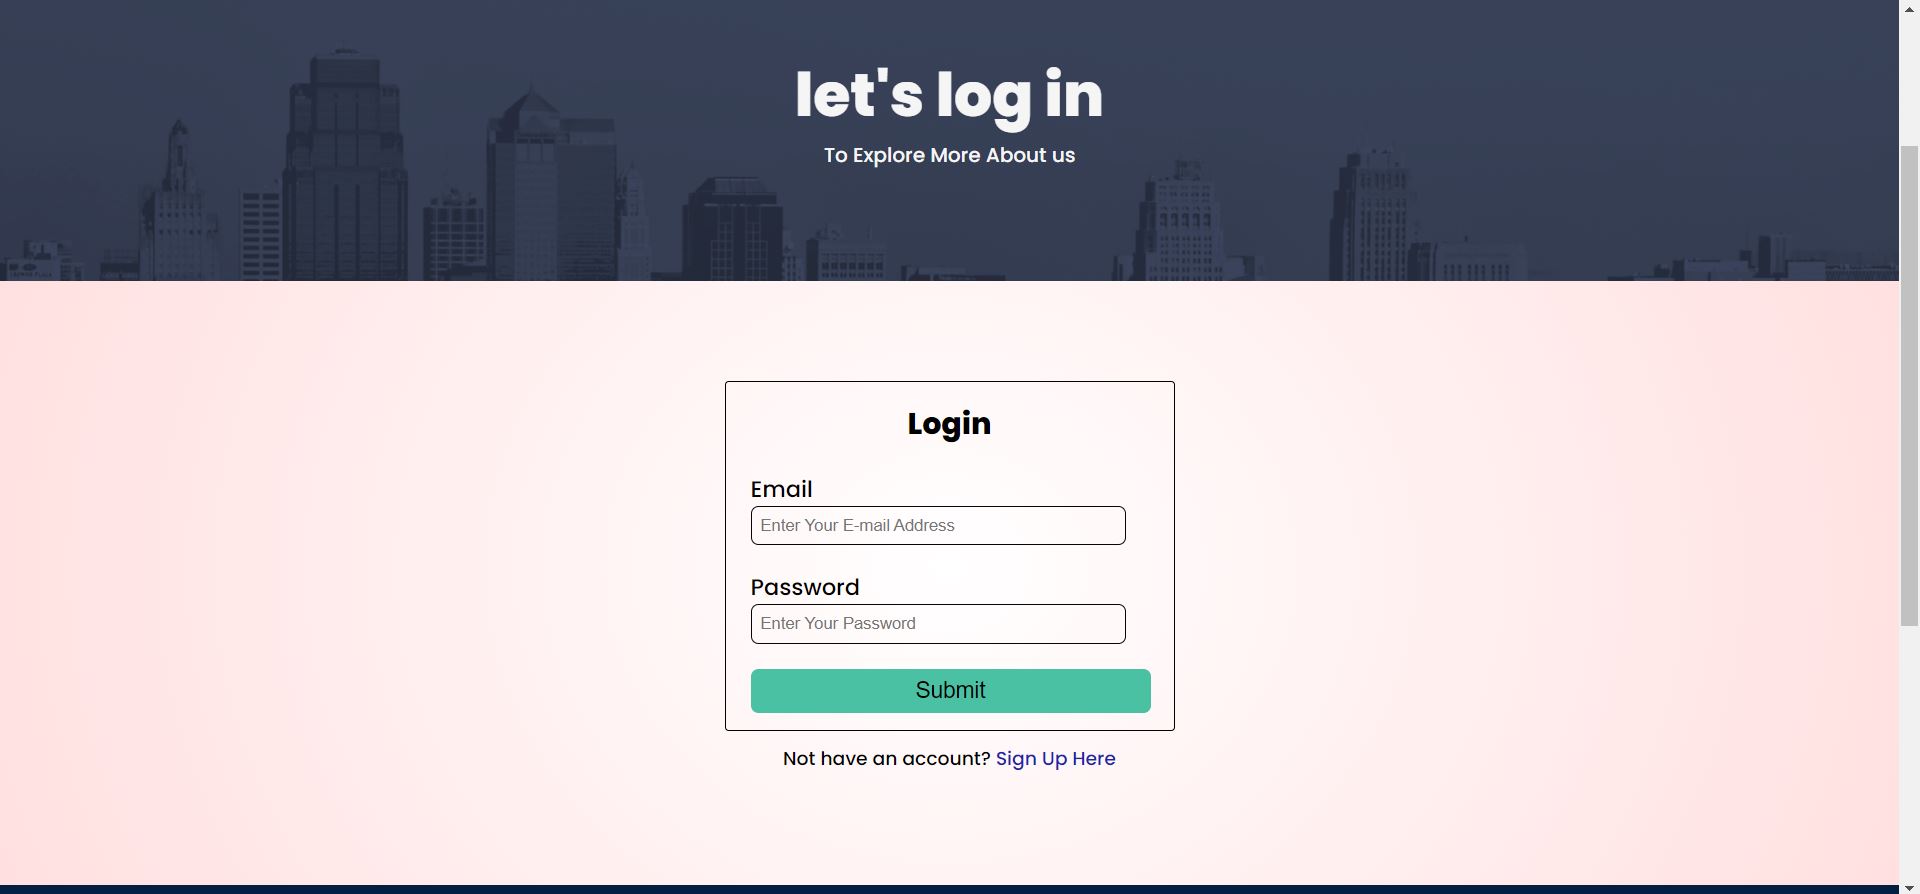 let's log in
To Explore More About us
Login
Email
Enter Your E-mail Address
Password
Enter Your Password
Submit
Not have an account? Sign Up Here